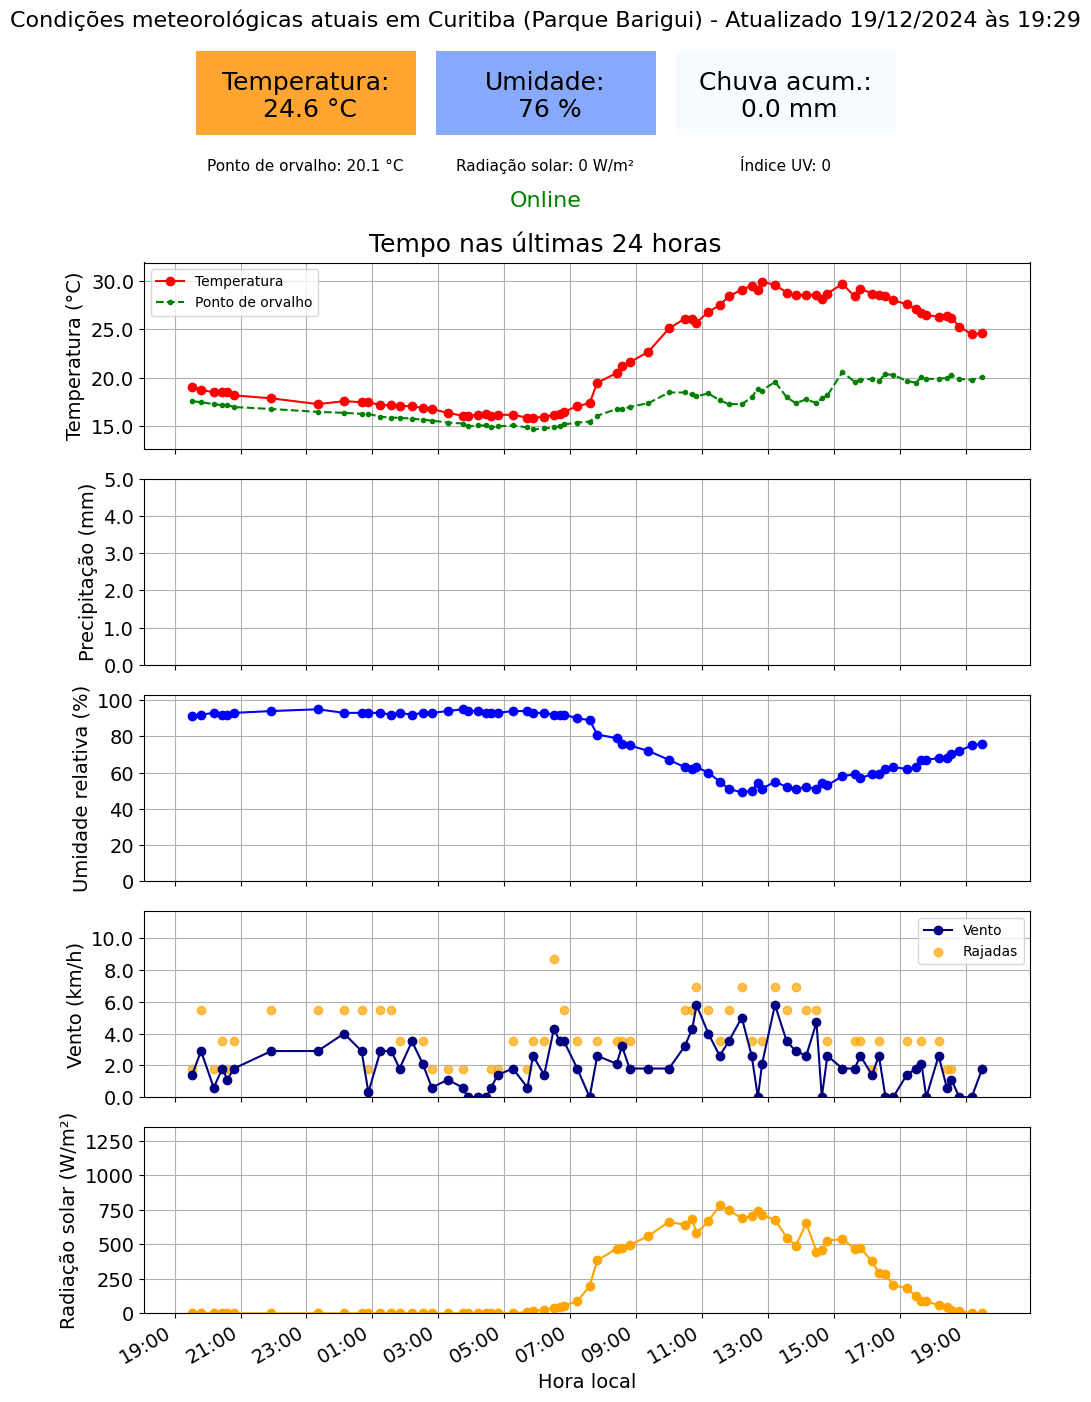 Condições meteorológicas atuais em Curitiba (Parque Barigui) - Atualizado 19/12/2024 às 19:29
Temperatura:
24.6 °C
Umidade:
76 %
Chuva acum.:
0.0 mm
Ponto de orvalho: 20.1 °C
Radiação solar: 0 W/m²
Índice UV: 0
Online
Tempo nas últimas 24 horas
Temperatura (°C)
30.0
25.0
20.0
15.0
Temperatura
Ponto de orvalho
Precipitação (mm)
5.0
4.0
3.0
2.0
1.0
0.0
Umidade relativa (%)
100
80
60
40
20
0
Vento (km/h)
10.0
8.0
6.0
4.0
2.0
0.0
Vento
Rajadas
Radiação solar (W/m²)
1250
1000
750
500
250
0
19:00
21:00
23:00
01:00
03:00
05:00
07:00
09:00
11:00
13:00
15:00
17:00
19:00
Hora local